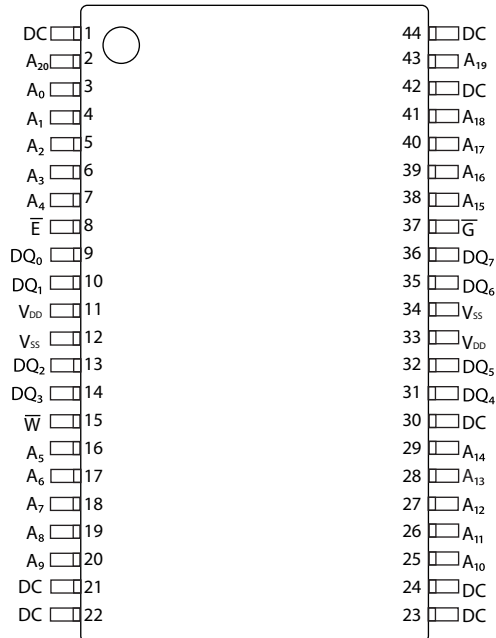 DC 1 44 DC
A₂₀ 2 43 A₁₉
A₀ 3 42 DC
A₁ 4 41 A₁₈
A₂ 5 40 A₁₇
A₃ 6 39 A₁₆
A₄ 7 38 A₁₅
E̅ 8 37 G̅
DQ₀ 9 36 DQ₇
DQ₁ 10 35 DQ₆
V_DD 11 34 V_SS
V_SS 12 33 V_DD
DQ₂ 13 32 DQ₅
DQ₃ 14 31 DQ₄
W̅ 15 30 DC
A₅ 16 29 A₁₄
A₆ 17 28 A₁₃
A₇ 18 27 A₁₂
A₈ 19 26 A₁₁
A₉ 20 25 A₁₀
DC 21 24 DC
DC 22 23 DC